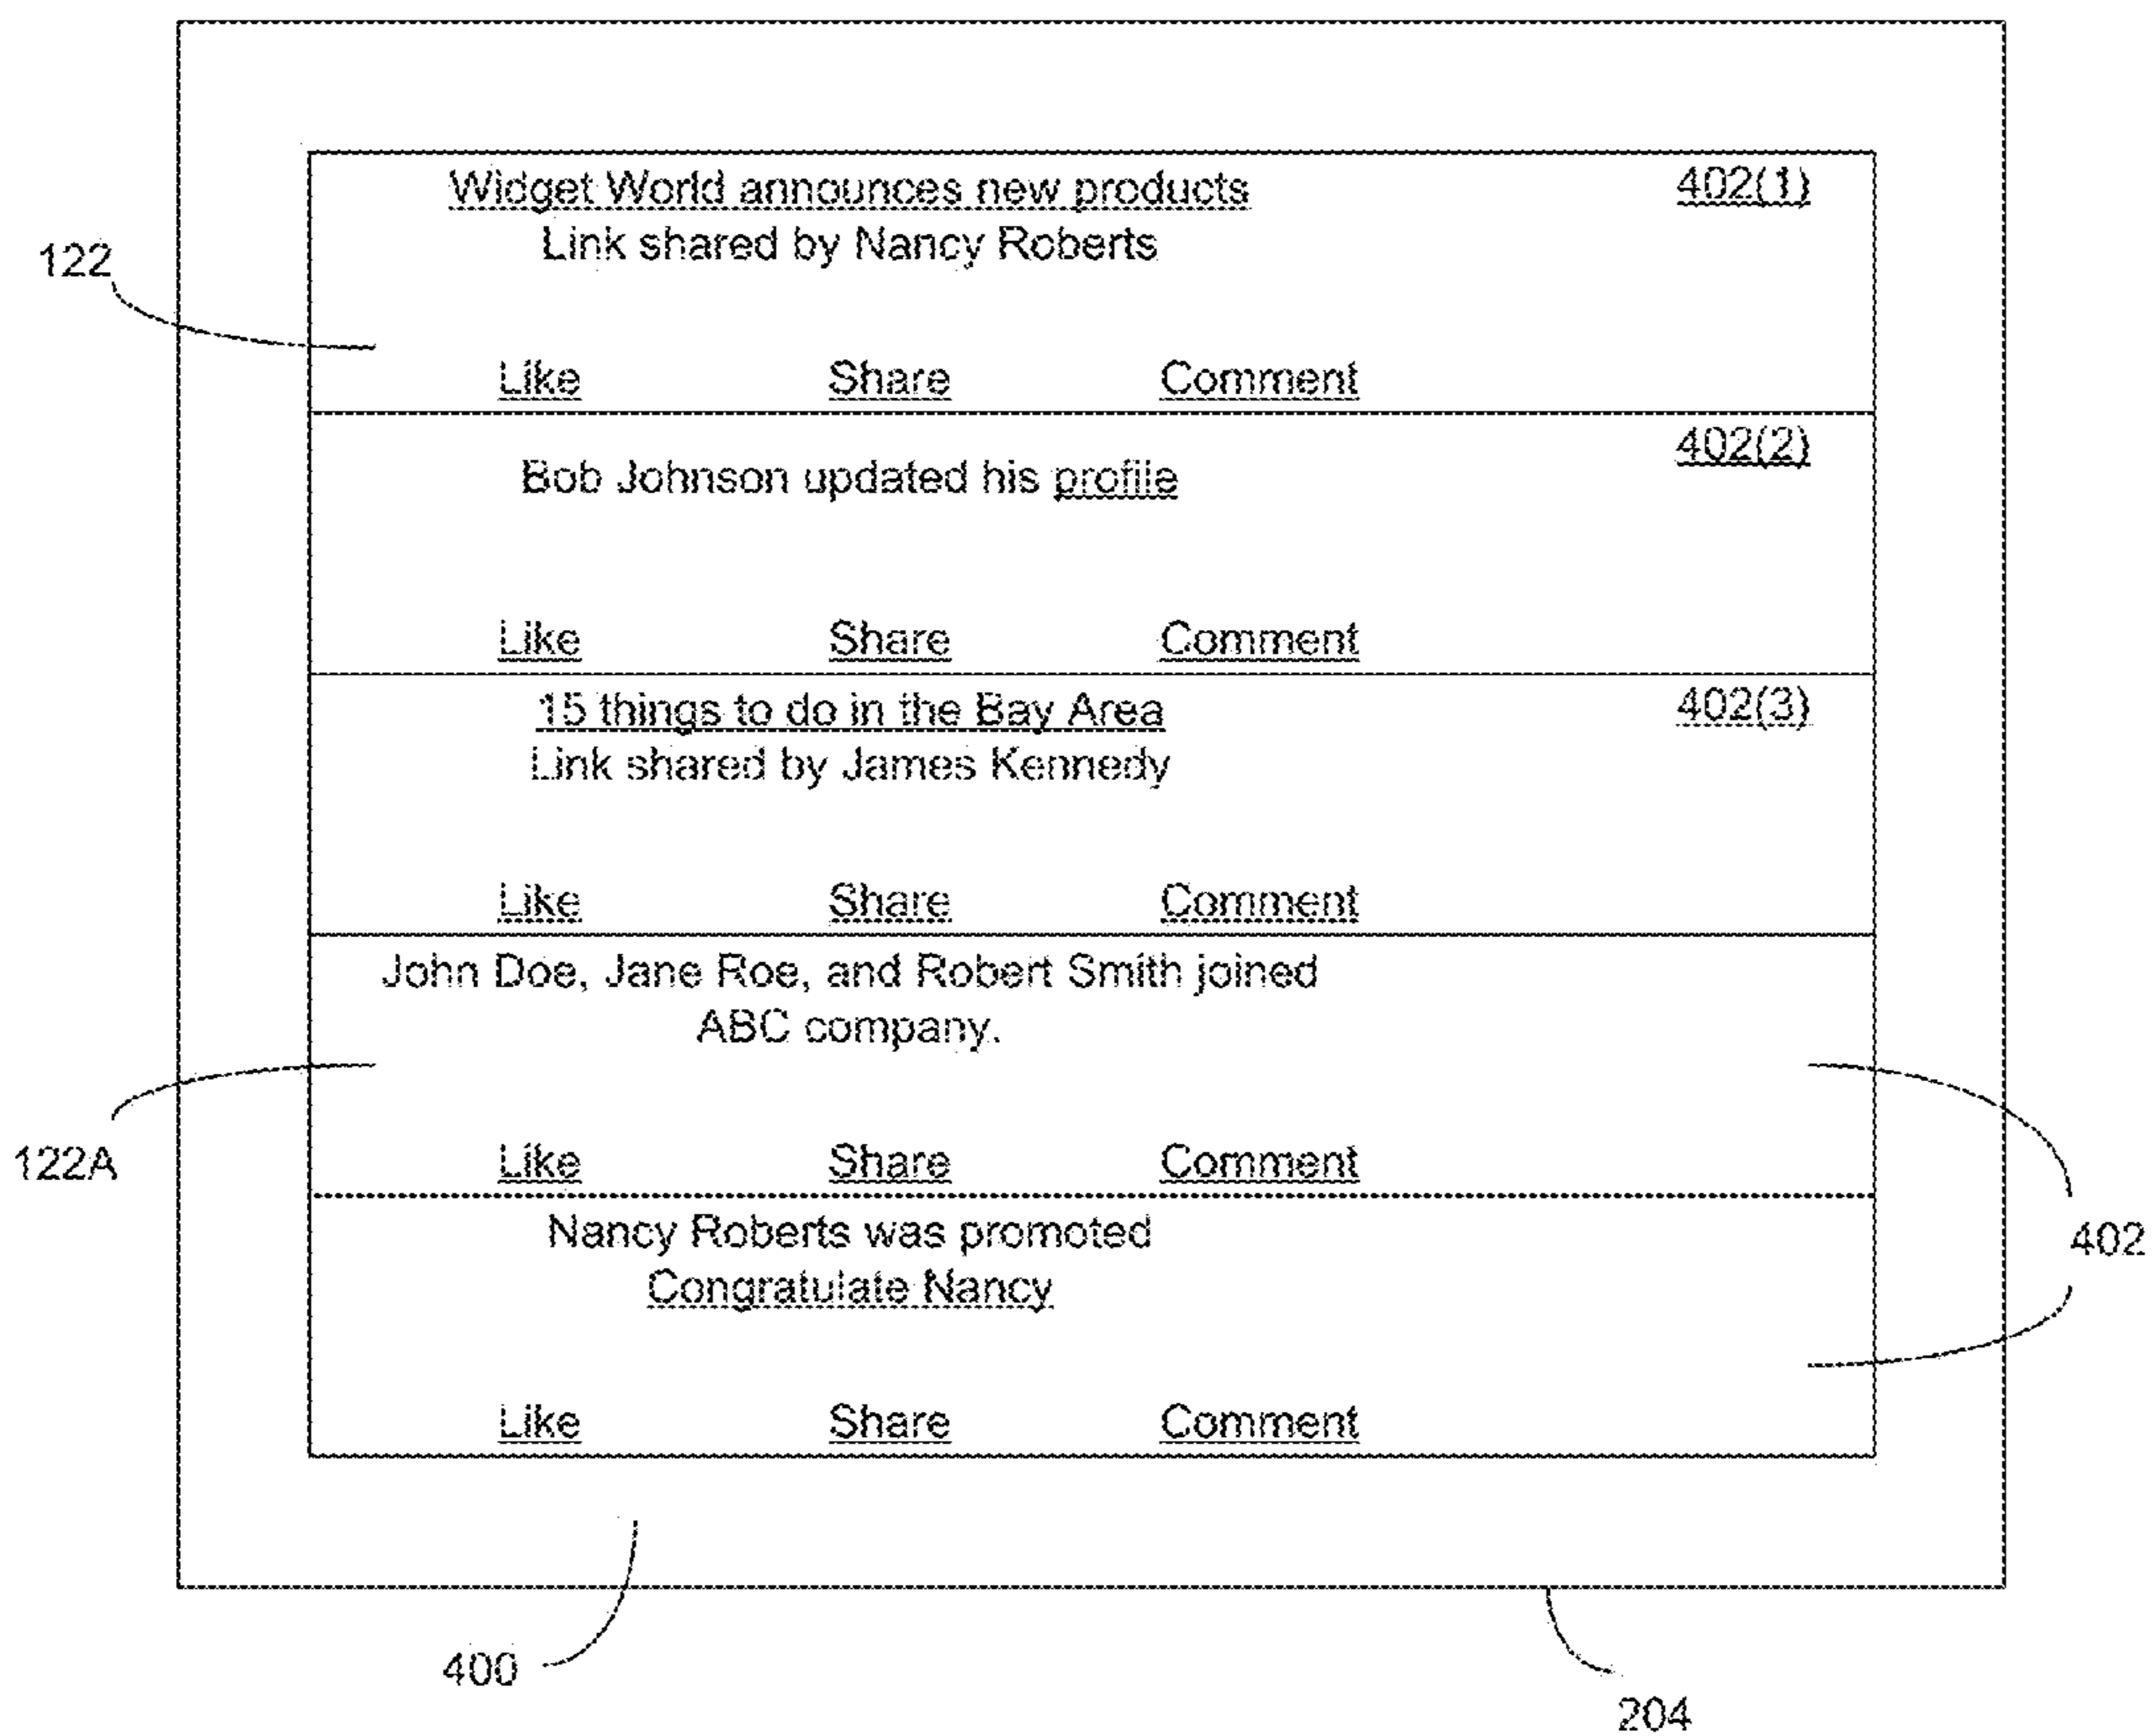 Widget World announces new products 402(1)
Link shared by Nancy Roberts
122
Like Share Comment
402(2)
Bob Johnson updated his profile
Like Share Comment
15 things to do in the Bay Area 402(3)
Link shared by James Kennedy
Like Share Comment
John Doe, Jane Roe, and Robert Smith joined
ABC company.
122A
Like Share Comment
Nancy Roberts was promoted
402
Congratulate Nancy
Like Share Comment
400
204